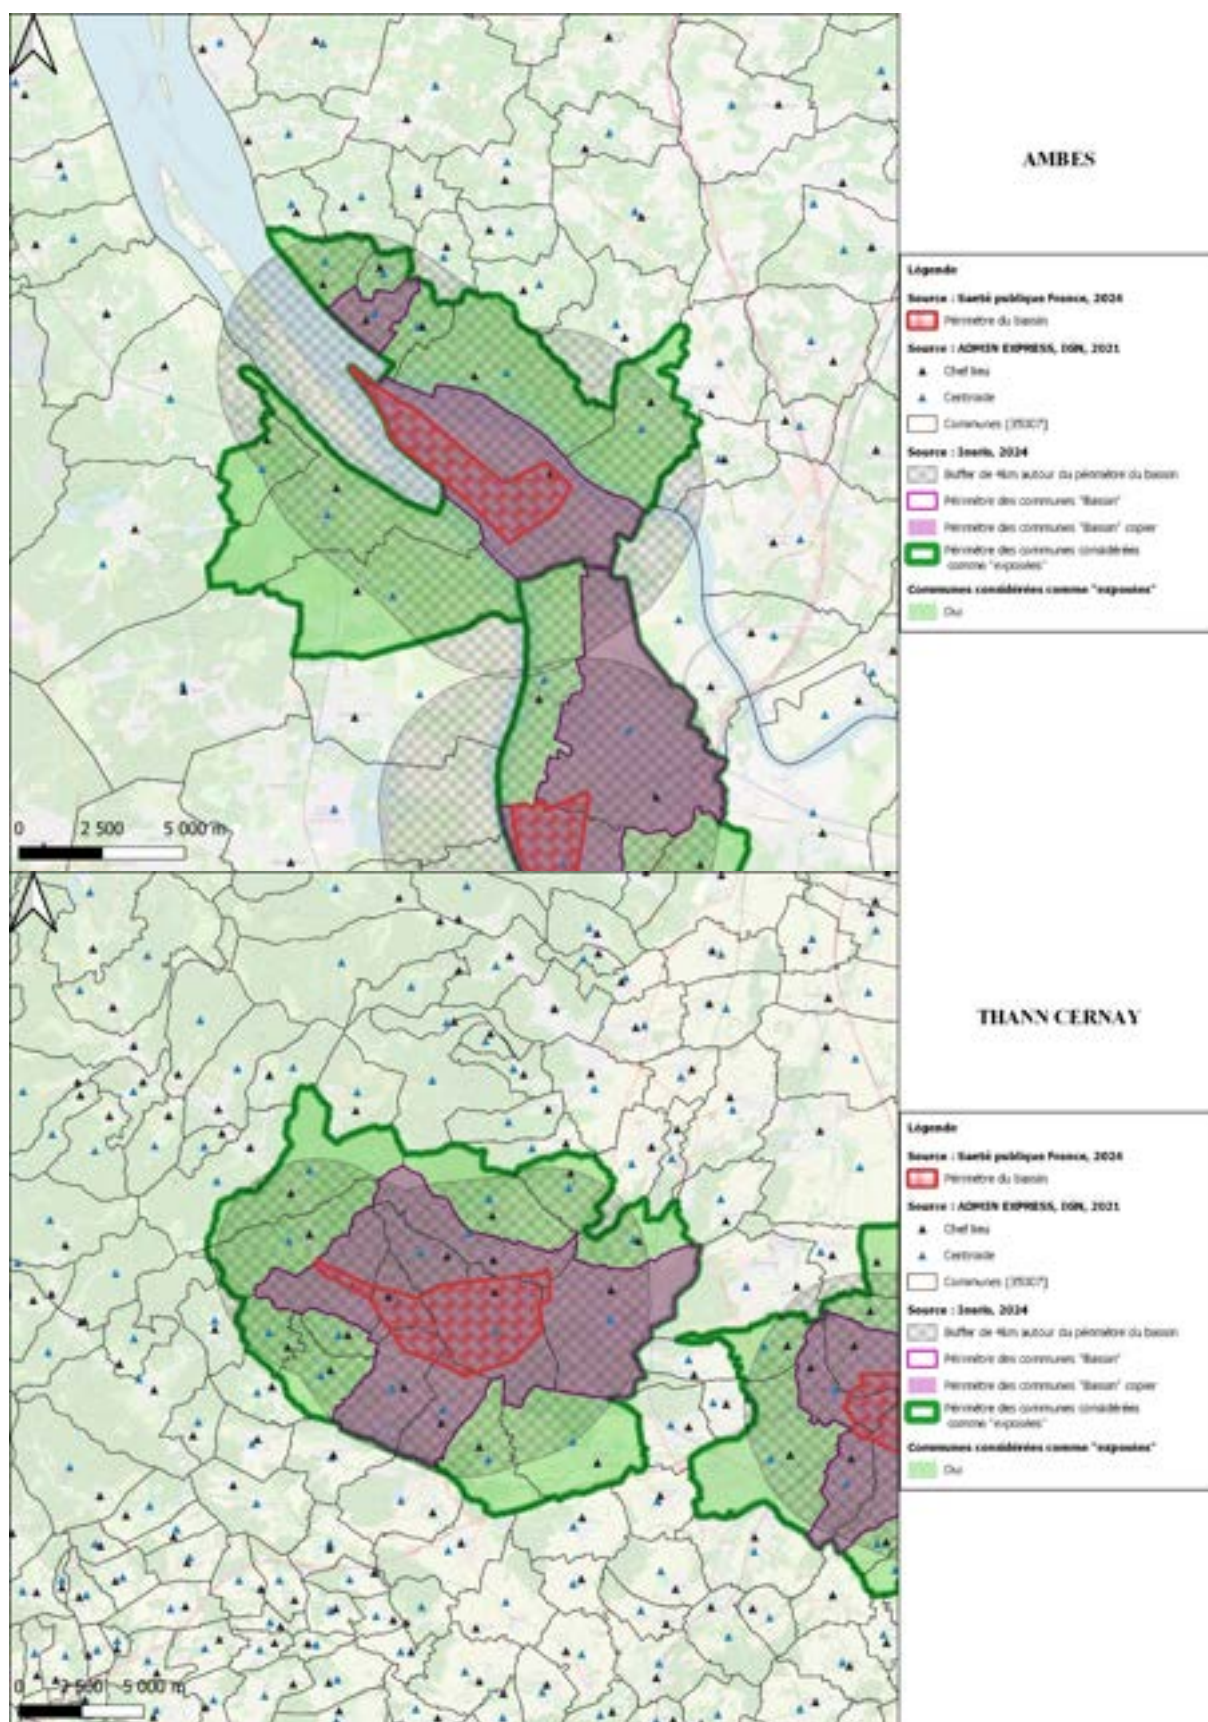 AMBES
Légende
Source : Santé publique France, 2024
Périmètre du bassin
Source : ADMIN EXPRESS, IGN, 2021
Chef lieu
Centroide
Communes [35007]
Source : Ineris, 2024
Buffer de 4km autour du périmètre du bassin
Périmètre des communes "Bassin"
Périmètre des communes "Bassin" copier
Périmètre des communes considérées
comme "exposées"
Communes considérées comme "exposées"
Oui
0 2 500 5 000 m
THANN CERNAY
Légende
Source : Santé publique France, 2024
Périmètre du bassin
Source : ADMIN EXPRESS, IGN, 2021
Chef lieu
Centroide
Communes [35007]
Source : Ineris, 2024
Buffer de 4km autour du périmètre du bassin
Périmètre des communes "Bassin"
Périmètre des communes "Bassin" copier
Périmètre des communes considérées
comme "exposées"
Communes considérées comme "exposées"
Oui
0 2 500 5 000 m